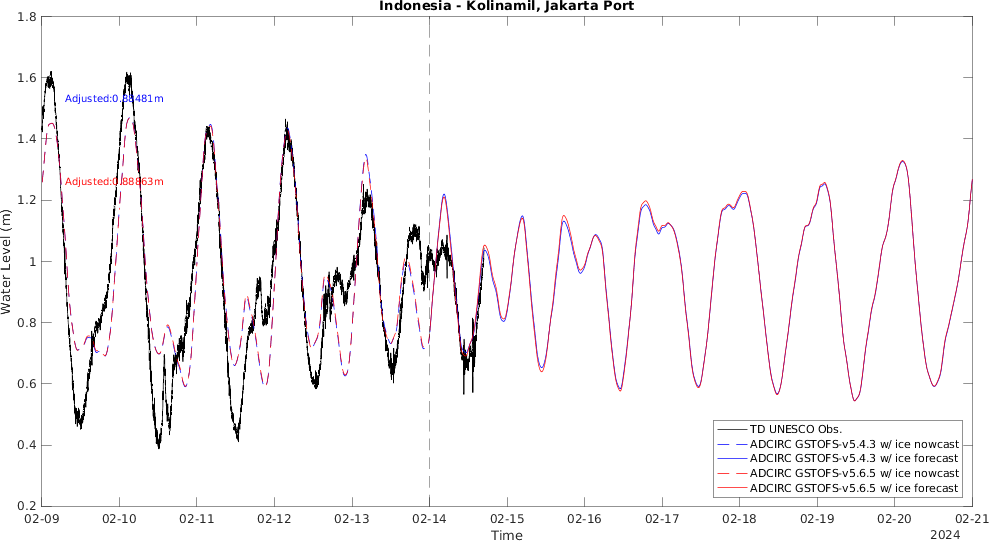 Indonesia - Kolinamil, Jakarta Port
1.8
1.6
1.4
1.2
1
0.8
0.6
0.4
0.2
Water Level (m)
Adjusted:0.88481m
Adjusted:0.88863m
TD UNESCO Obs.
ADCIRC GSTOFS-v5.4.3 w/ ice nowcast
ADCIRC GSTOFS-v5.4.3 w/ ice forecast
ADCIRC GSTOFS-v5.6.5 w/ ice nowcast
ADCIRC GSTOFS-v5.6.5 w/ ice forecast
02-09 02-10 02-11 02-12 02-13 02-14 02-15 02-16 02-17 02-18 02-19 02-20 02-21
Time
2024